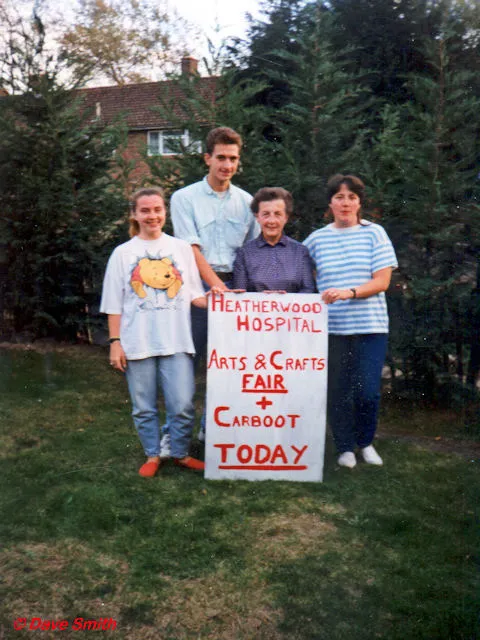 HEATHERWOOD
HOSPITAL
ARTS & CRAFTS
FAIR
+
CARBOOT
TODAY
© Dave Smith